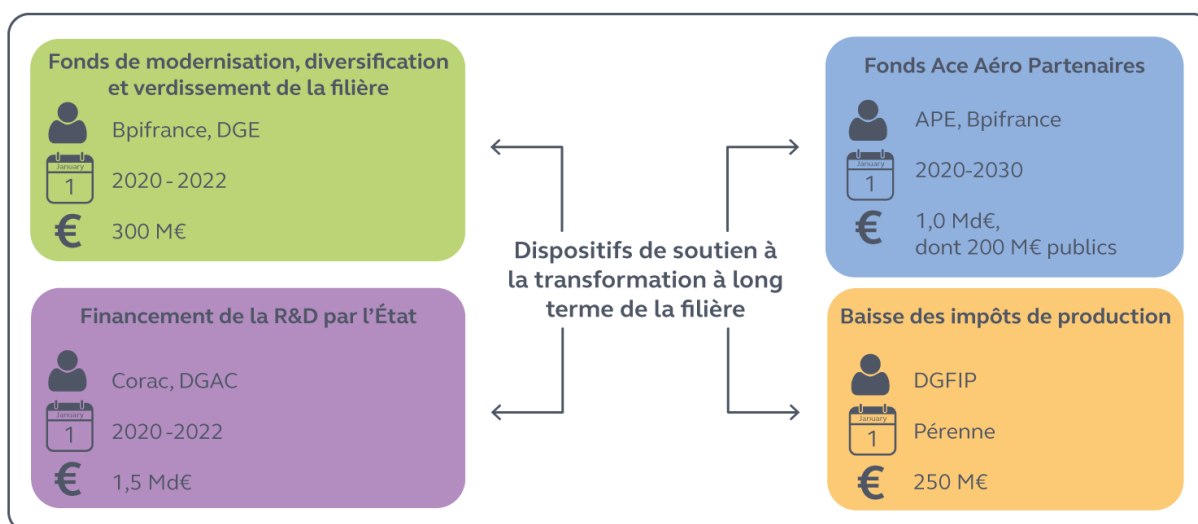 Fonds de modernisation, diversification
et verdissement de la filière
Bpifrance, DGE
January
1
2020 - 2022
€
300 M€
Fonds Ace Aéro Partenaires
APE, Bpifrance
January
1
2020-2030
€
1,0 Md€,
dont 200 M€ publics
Dispositifs de soutien à
la transformation à long
terme de la filière
Financement de la R&D par l'État
Corac, DGAC
January
1
2020 -2022
€
1,5 Md€
Baisse des impôts de production
DGFIP
January
1
Pérenne
€
250 M€